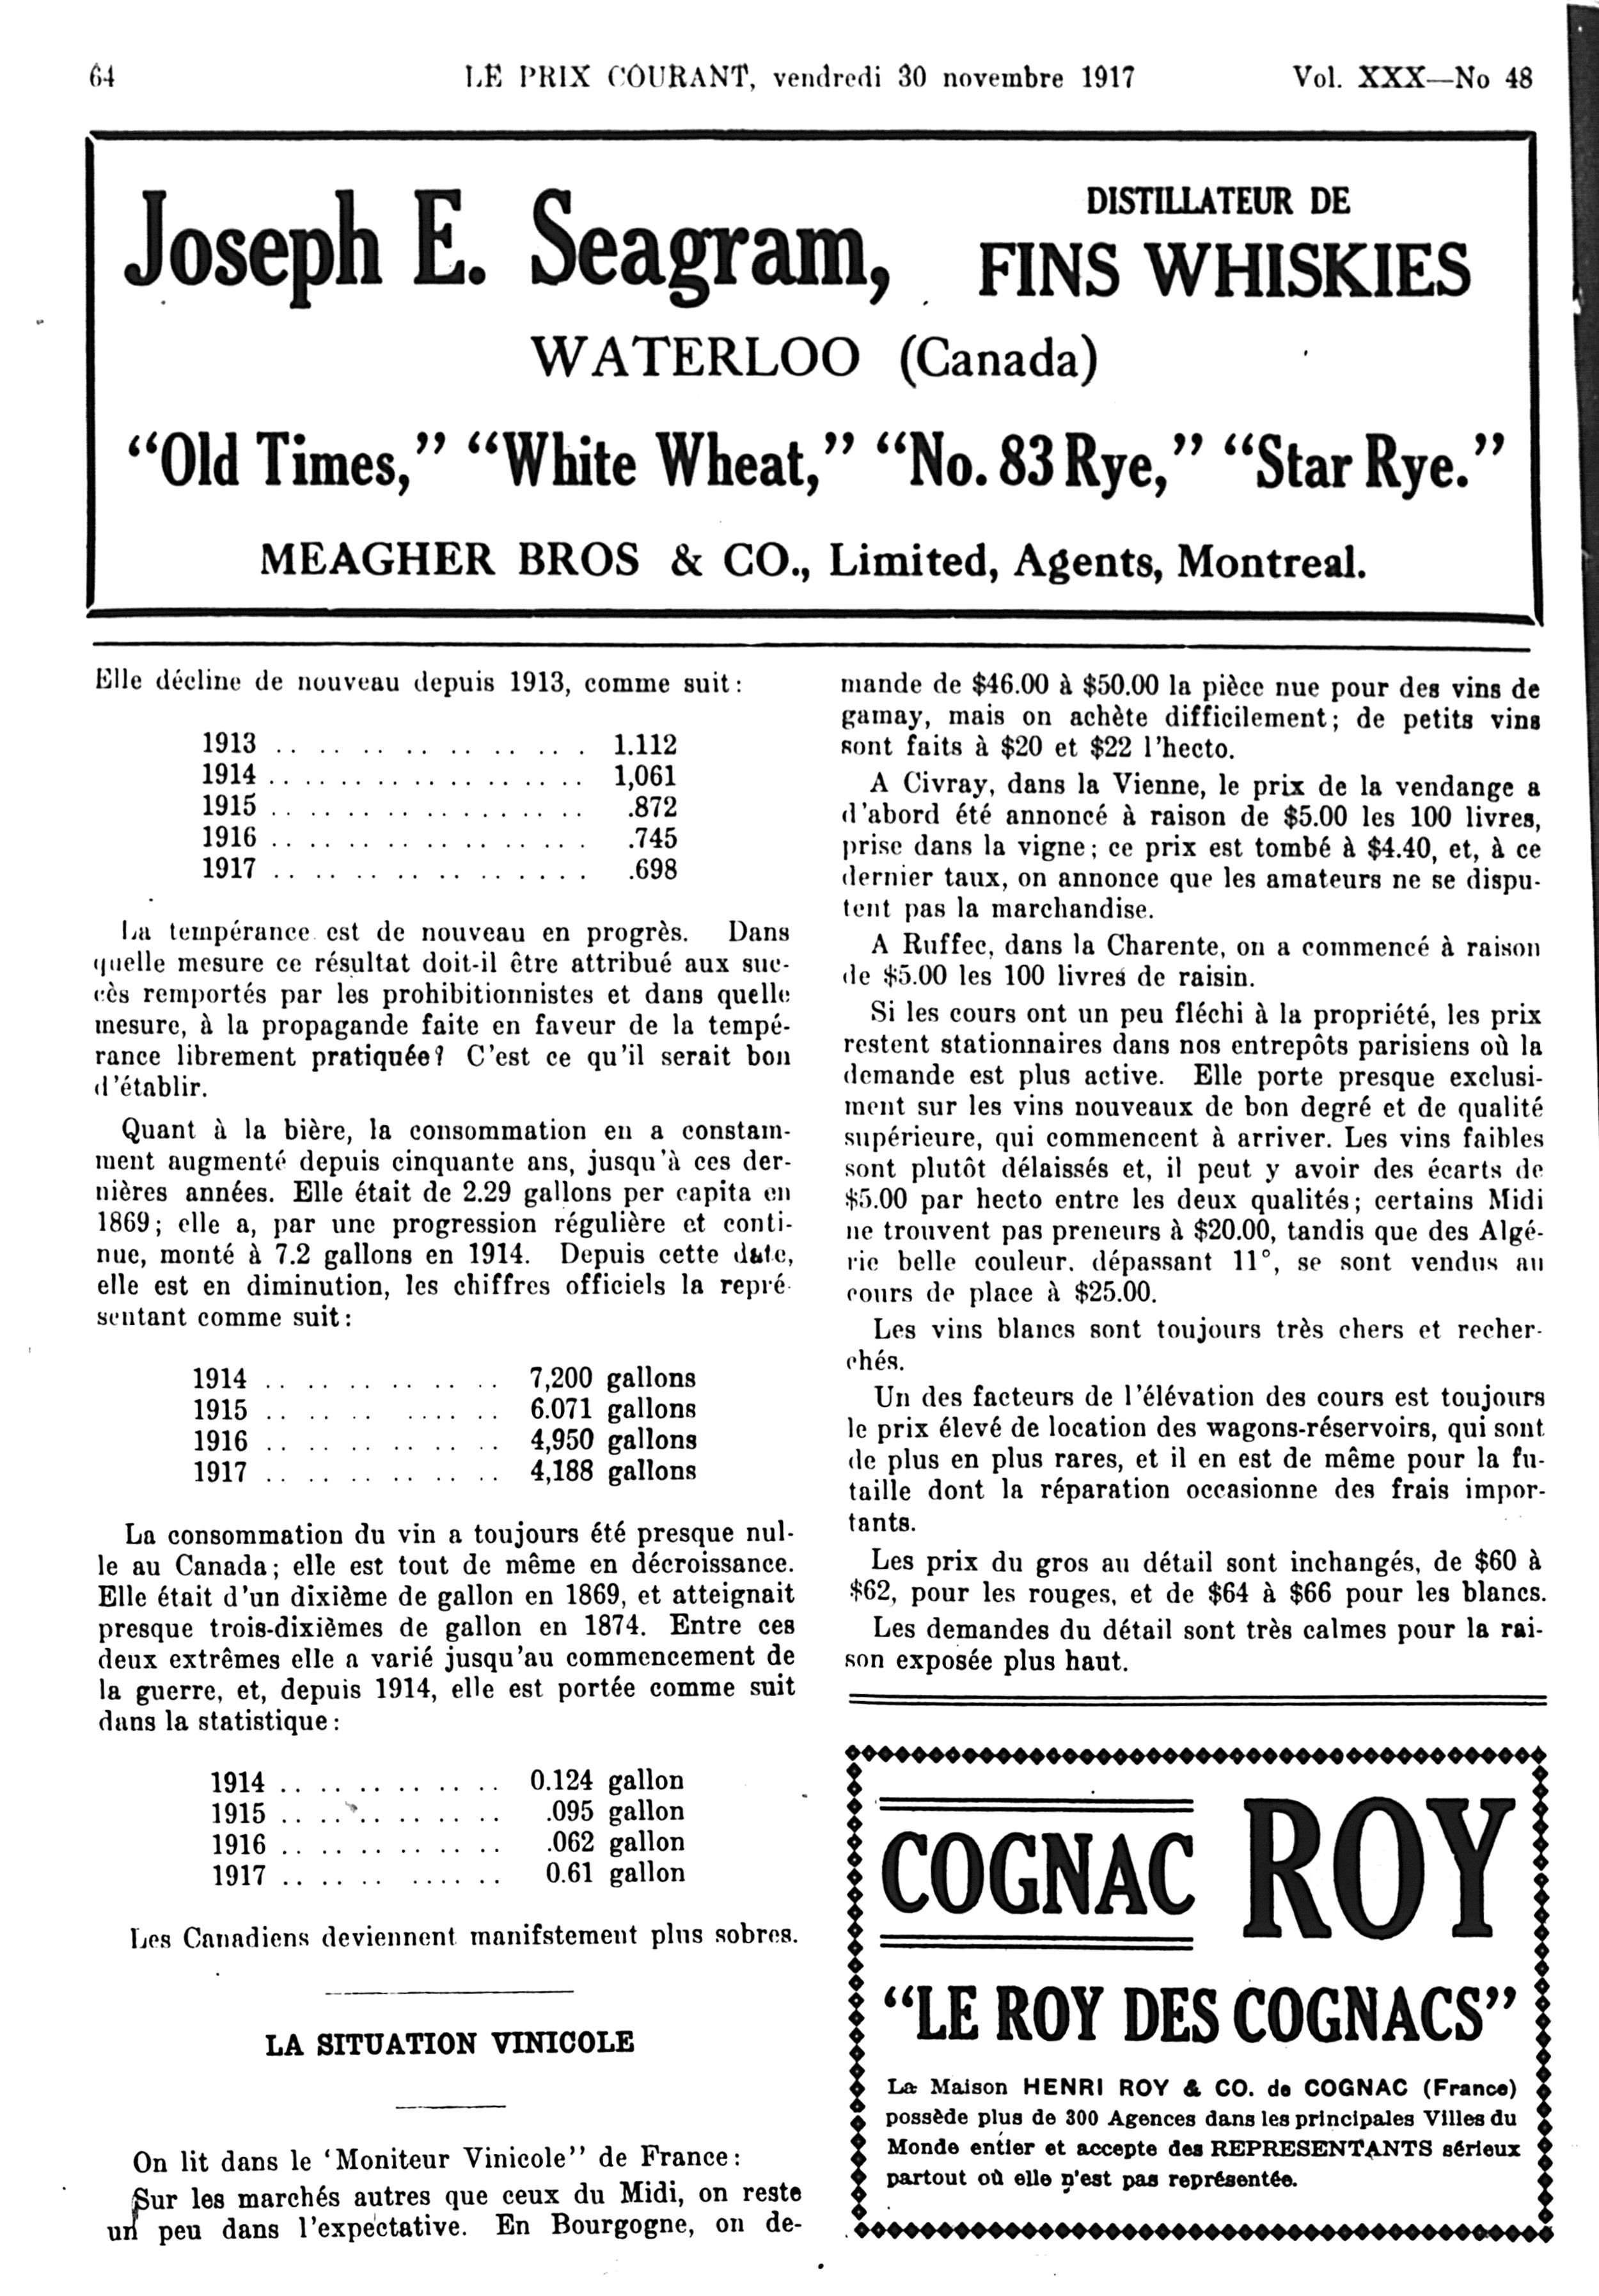 64 LE PRIX COURANT, vendredi 30 novembre 1917 Vol. XXX—No 48
Joseph E. Seagram,
DISTILLATEUR DE
FINS WHISKIES
WATERLOO (Canada)
“Old Times,” “White Wheat,” “No. 83 Rye,” “Star Rye.”
MEAGHER BROS & CO., Limited, Agents, Montreal.
Elle décline de nouveau depuis 1913, comme suit:
1913 .. .. .. .. .. .. .. .. 1.112
1914 .. .. .. .. .. .. .. .. 1,061
1915 .. .. .. .. .. .. .. .. .872
1916 .. .. .. .. .. .. .. .. .745
1917 .. .. .. .. .. .. .. .. .698
La tempérance est de nouveau en progrès. Dans
quelle mesure ce résultat doit-il être attribué aux suc-
cès remportés par les prohibitionnistes et dans quelle
mesure, à la propagande faite en faveur de la tempé-
rance librement pratiquée? C'est ce qu'il serait bon
d'établir.
Quant à la bière, la consommation en a constam-
ment augmenté depuis cinquante ans, jusqu'à ces der-
nières années. Elle était de 2.29 gallons per capita en
1869; elle a, par une progression régulière et conti-
nue, monté à 7.2 gallons en 1914. Depuis cette date,
elle est en diminution, les chiffres officiels la repré-
sentant comme suit:
1914 .. .. .. .. .. .. 7,200 gallons
1915 .. .. .. .. .. .. 6.071 gallons
1916 .. .. .. .. .. .. 4,950 gallons
1917 .. .. .. .. .. .. 4,188 gallons
La consommation du vin a toujours été presque nul-
le au Canada; elle est tout de même en décroissance.
Elle était d'un dixième de gallon en 1869, et atteignait
presque trois-dixièmes de gallon en 1874. Entre ces
deux extrêmes elle a varié jusqu'au commencement de
la guerre, et, depuis 1914, elle est portée comme suit
dans la statistique:
1914 .. .. .. .. .. .. 0.124 gallon
1915 .. .. .. .. .. .. .095 gallon
1916 .. .. .. .. .. .. .062 gallon
1917 .. .. .. .. .. .. 0.61 gallon
Les Canadiens deviennent manifstement plus sobres.
LA SITUATION VINICOLE
On lit dans le 'Moniteur Vinicole" de France:
Sur les marchés autres que ceux du Midi, on reste
un peu dans l'expectative. En Bourgogne, on de-
mande de $46.00 à $50.00 la pièce nue pour des vins de
gamay, mais on achète difficilement; de petits vins
sont faits à $20 et $22 l'hecto.
A Civray, dans la Vienne, le prix de la vendange a
d'abord été annoncé à raison de $5.00 les 100 livres,
prise dans la vigne; ce prix est tombé à $4.40, et, à ce
dernier taux, on annonce que les amateurs ne se dispu-
tent pas la marchandise.
A Ruffec, dans la Charente, on a commencé à raison
de $5.00 les 100 livres de raisin.
Si les cours ont un peu fléchi à la propriété, les prix
restent stationnaires dans nos entrepôts parisiens où la
demande est plus active. Elle porte presque exclusi-
ment sur les vins nouveaux de bon degré et de qualité
supérieure, qui commencent à arriver. Les vins faibles
sont plutôt délaissés et, il peut y avoir des écarts de
$5.00 par hecto entre les deux qualités; certains Midi
ne trouvent pas preneurs à $20.00, tandis que des Algé-
rie belle couleur, dépassant 11°, se sont vendus au
cours de place à $25.00.
Les vins blancs sont toujours très chers et recher-
chés.
Un des facteurs de l'élévation des cours est toujours
le prix élevé de location des wagons-réservoirs, qui sont
de plus en plus rares, et il en est de même pour la fu-
taille dont la réparation occasionne des frais impor-
tants.
Les prix du gros au détail sont inchangés, de $60 à
$62, pour les rouges, et de $64 à $66 pour les blancs.
Les demandes du détail sont très calmes pour la rai-
son exposée plus haut.
COGNAC ROY
“LE ROY DES COGNACS”
La Maison HENRI ROY & CO. de COGNAC (France)
possède plus de 300 Agences dans les principales Villes du
Monde entier et accepte des REPRESENTANTS sérieux
partout où elle n'est pas représentée.